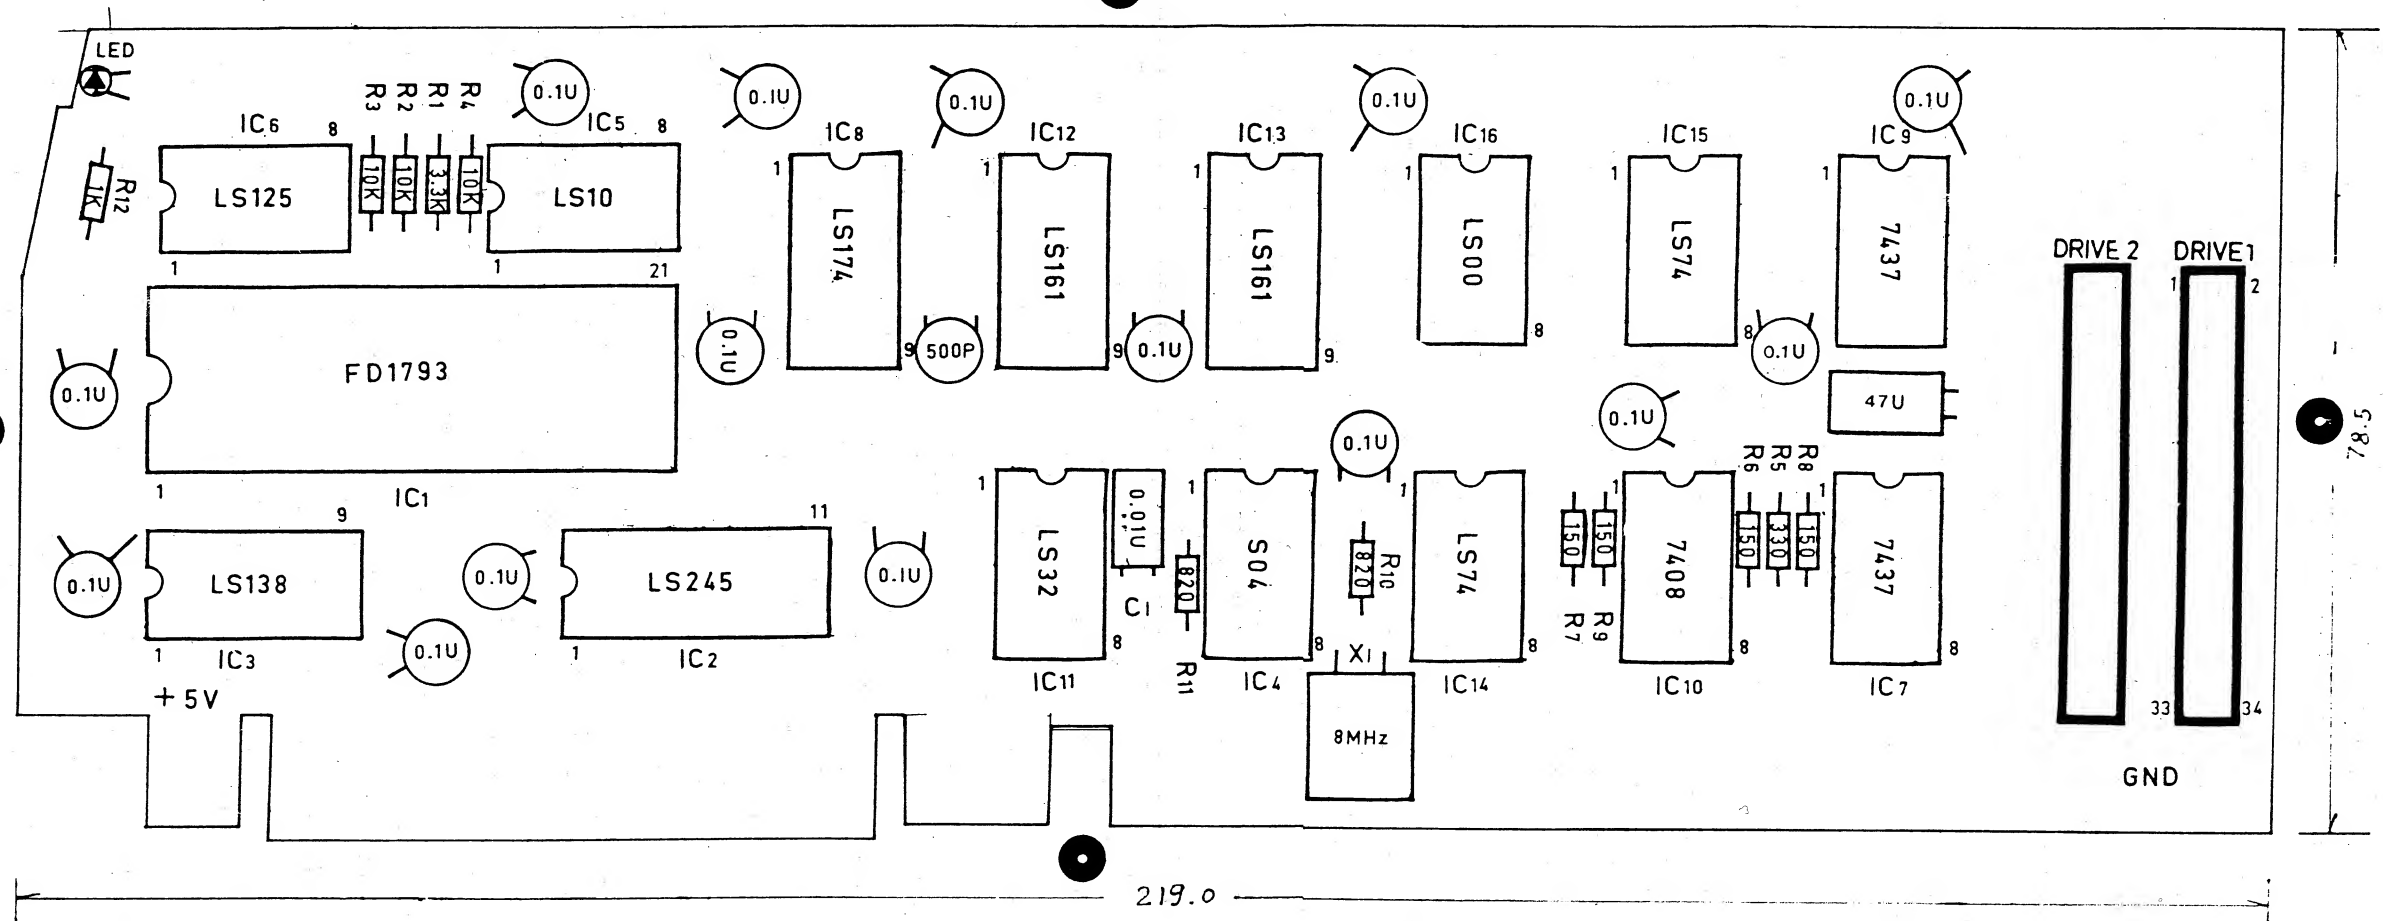 LED
R3
R2
R1
R4
0.1U
0.1U
0.1U
0.1U
0.1U
IC6
8
IC5
8
IC8
IC12
IC13
IC16
IC15
IC9
1
1
1
1
1
1
R12
1K
LS125
10K
10K
3.3K
10K
LS10
LS174
LS161
LS161
LS00
LS74
7437
1
1
21
DRIVE 2
DRIVE1
1
2
0.1U
FD1793
0.1U
9
500P
9
0.1U
9
8
8
0.1U
47U
0.1U
0.1U
78.5
1
IC1
9
11
1
0.01U
1
1
1
R6
R5
R8
1
0.1U
LS138
0.1U
LS245
0.1U
LS32
820
S04
820
R10
LS74
150
150
7408
150
330
150
7437
C1
R7
R9
1
IC3
0.1U
1
IC2
8
8
X1
8
8
8
+5V
IC11
R11
IC4
IC14
IC10
IC7
33
34
8MHz
GND
219.0